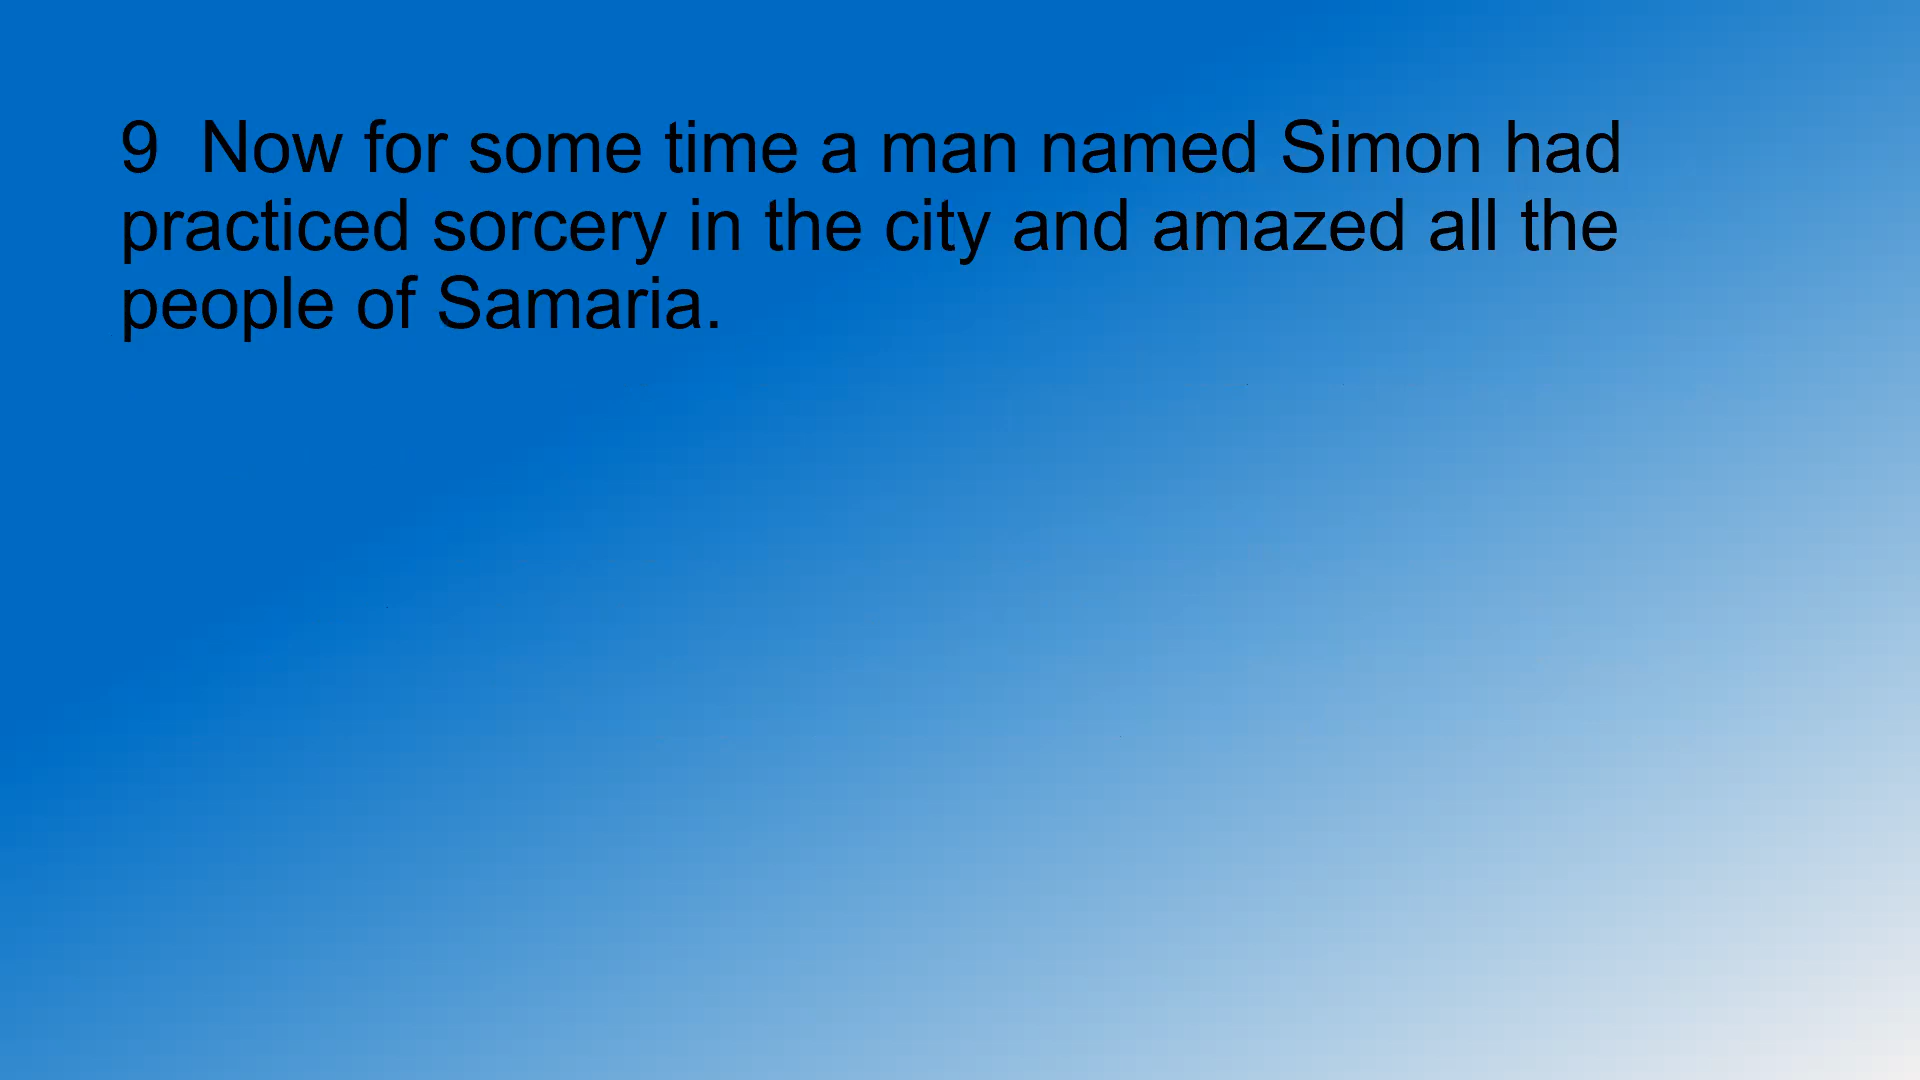 9  Now for some time a man named Simon had
practiced sorcery in the city and amazed all the
people of Samaria.